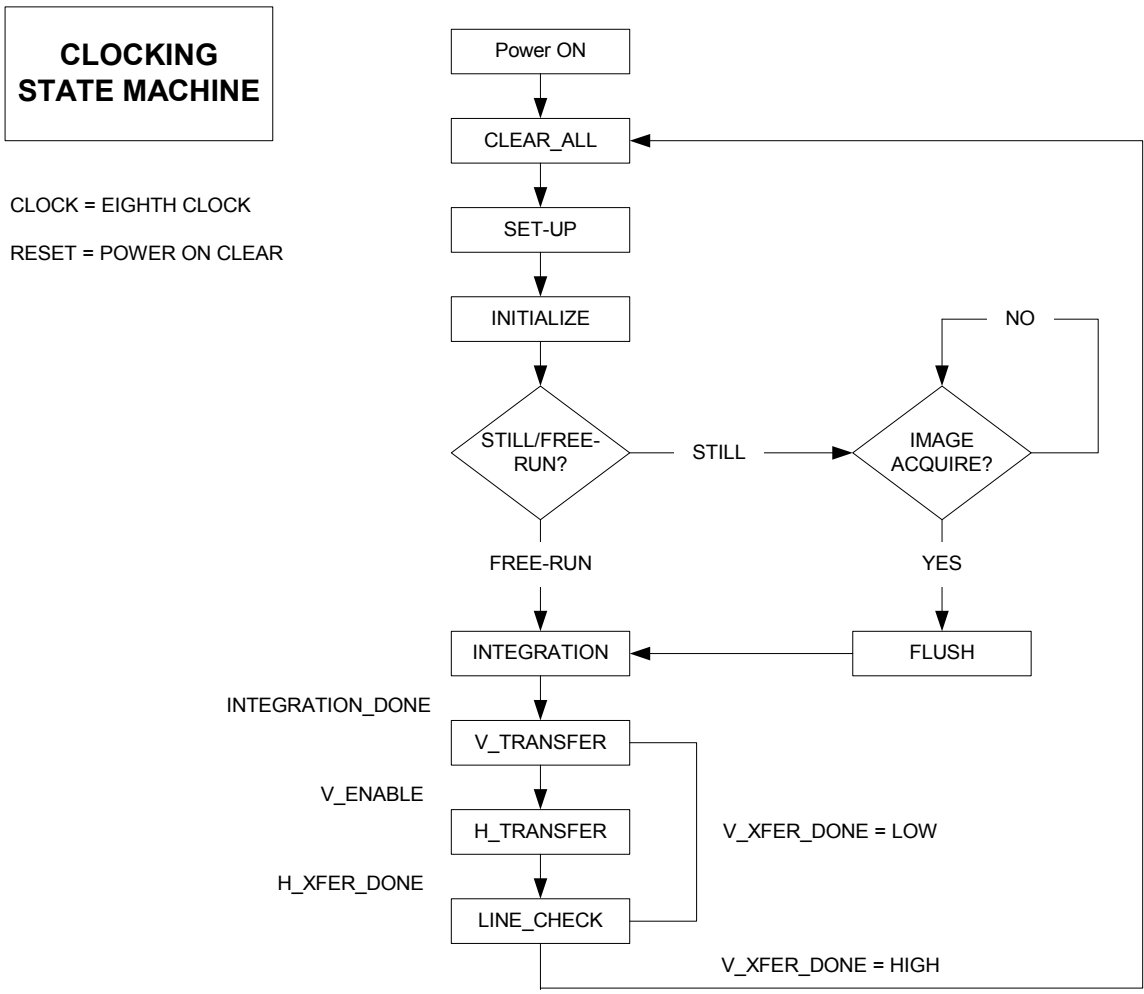 CLOCKING
STATE MACHINE
CLOCK = EIGHTH CLOCK
RESET = POWER ON CLEAR
Power ON
CLEAR_ALL
SET-UP
INITIALIZE
STILL/FREE-
RUN?
STILL
IMAGE
ACQUIRE?
NO
FREE-RUN
YES
INTEGRATION
FLUSH
INTEGRATION_DONE
V_TRANSFER
V_ENABLE
H_TRANSFER
V_XFER_DONE = LOW
H_XFER_DONE
LINE_CHECK
V_XFER_DONE = HIGH